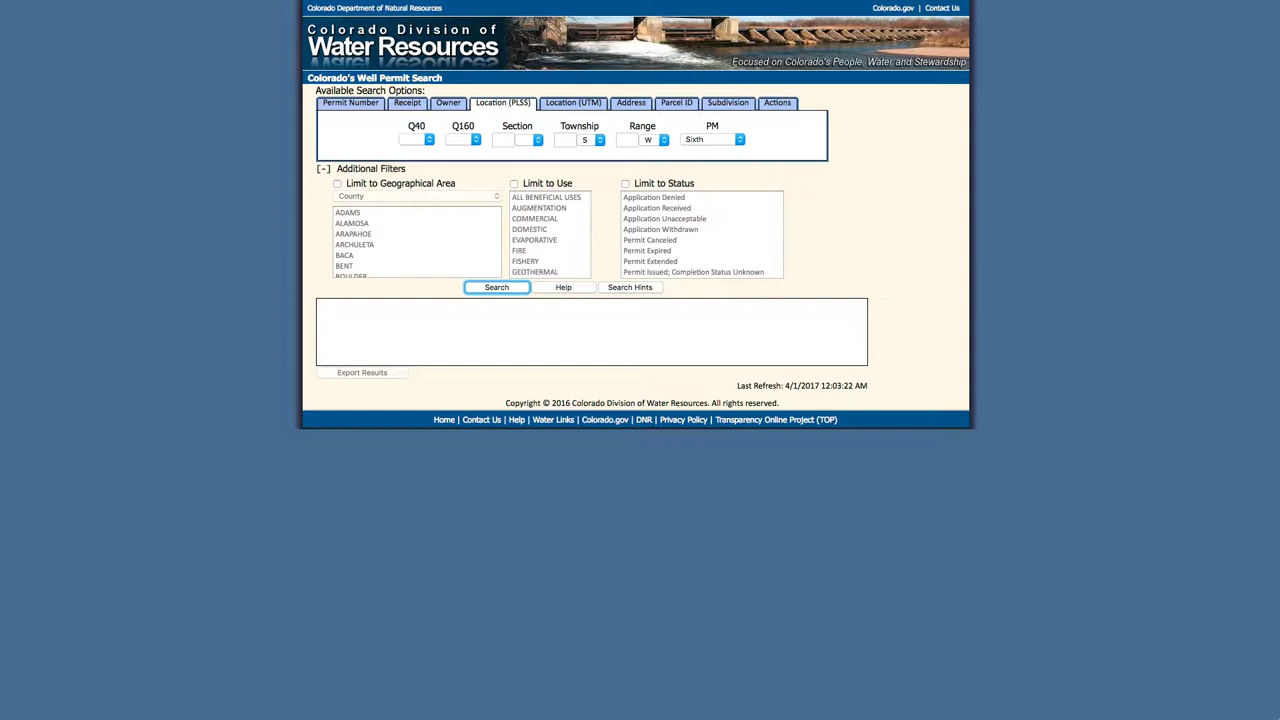 Colorado Department of Natural Resources
Colorado.gov | Contact Us
Colorado Division of
Water Resources
Focused on Colorado's People, Water and Stewardship
Colorado's Well Permit Search
Available Search Options:
Permit Number Receipt Owner Location (PLSS) Location (UTM) Address Parcel ID Subdivision Actions
Q40 Q160 Section Township Range PM
S W Sixth
[-] Additional Filters
Limit to Geographical Area Limit to Use Limit to Status
County
ADAMS
ALAMOSA
ARAPAHOE
ARCHULETA
BACA
BENT
BOULDER
ALL BENEFICIAL USES
AUGMENTATION
COMMERCIAL
DOMESTIC
EVAPORATIVE
FIRE
FISHERY
GEOTHERMAL
Application Denied
Application Received
Application Unacceptable
Application Withdrawn
Permit Canceled
Permit Expired
Permit Extended
Permit Issued; Completion Status Unknown
Search Help Search Hints
Export Results
Last Refresh: 4/1/2017 12:03:22 AM
Copyright © 2016 Colorado Division of Water Resources. All rights reserved.
Home | Contact Us | Help | Water Links | Colorado.gov | DNR | Privacy Policy | Transparency Online Project (TOP)